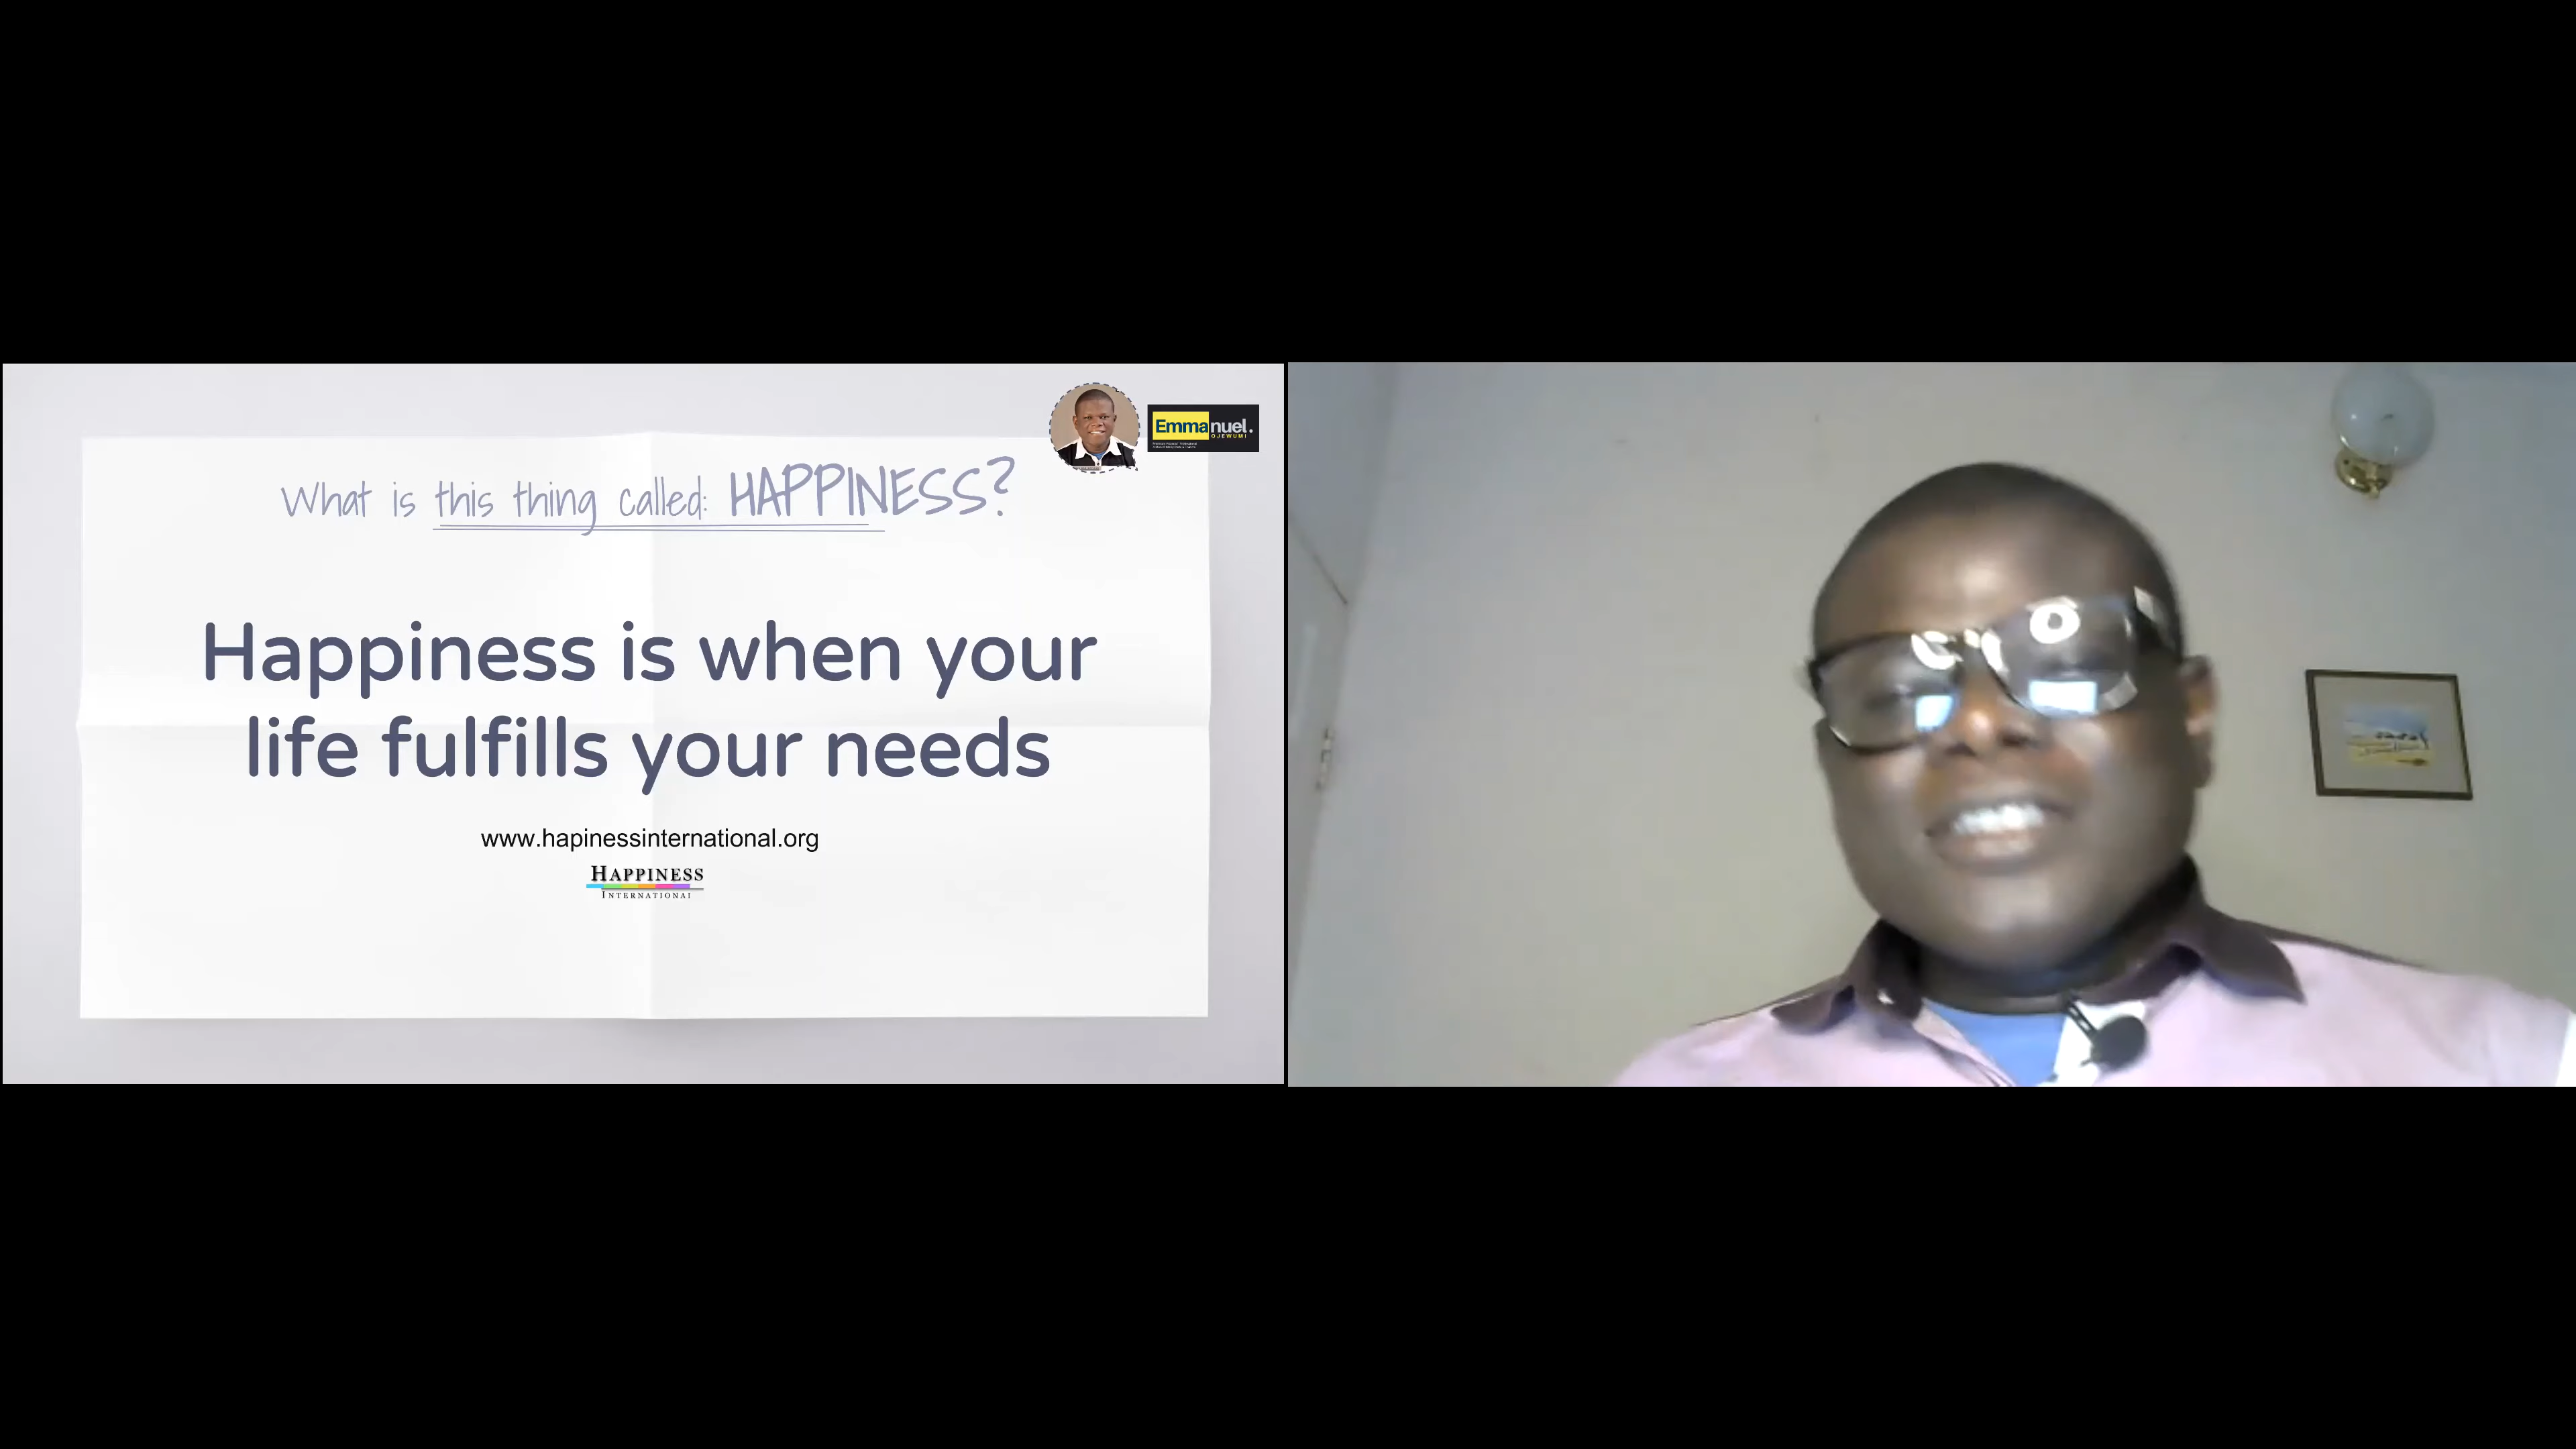 Emmanuel.
OJEWUMI
What is this thing called: HAPPINESS?
Happiness is when your
life fulfills your needs
www.hapinessinternational.org
HAPPINESS
INTERNATIONAL